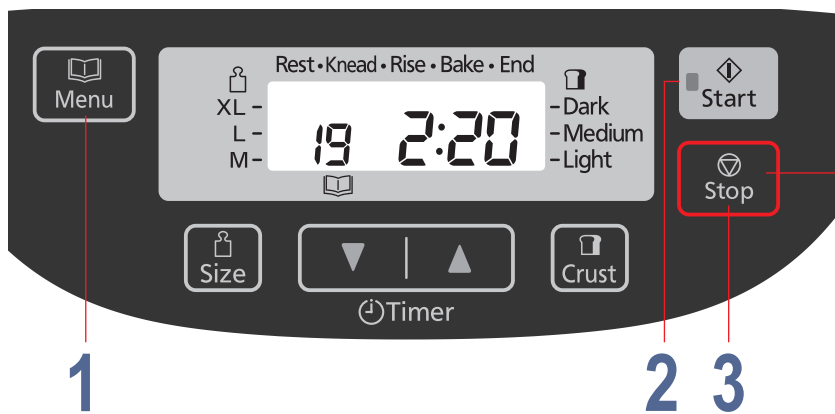 Rest • Knead • Rise • Bake • End
Menu
XL -
L -
M -
19 2:20
- Dark
- Medium
- Light
Start
Stop
Size
Timer
Crust
1
2
3